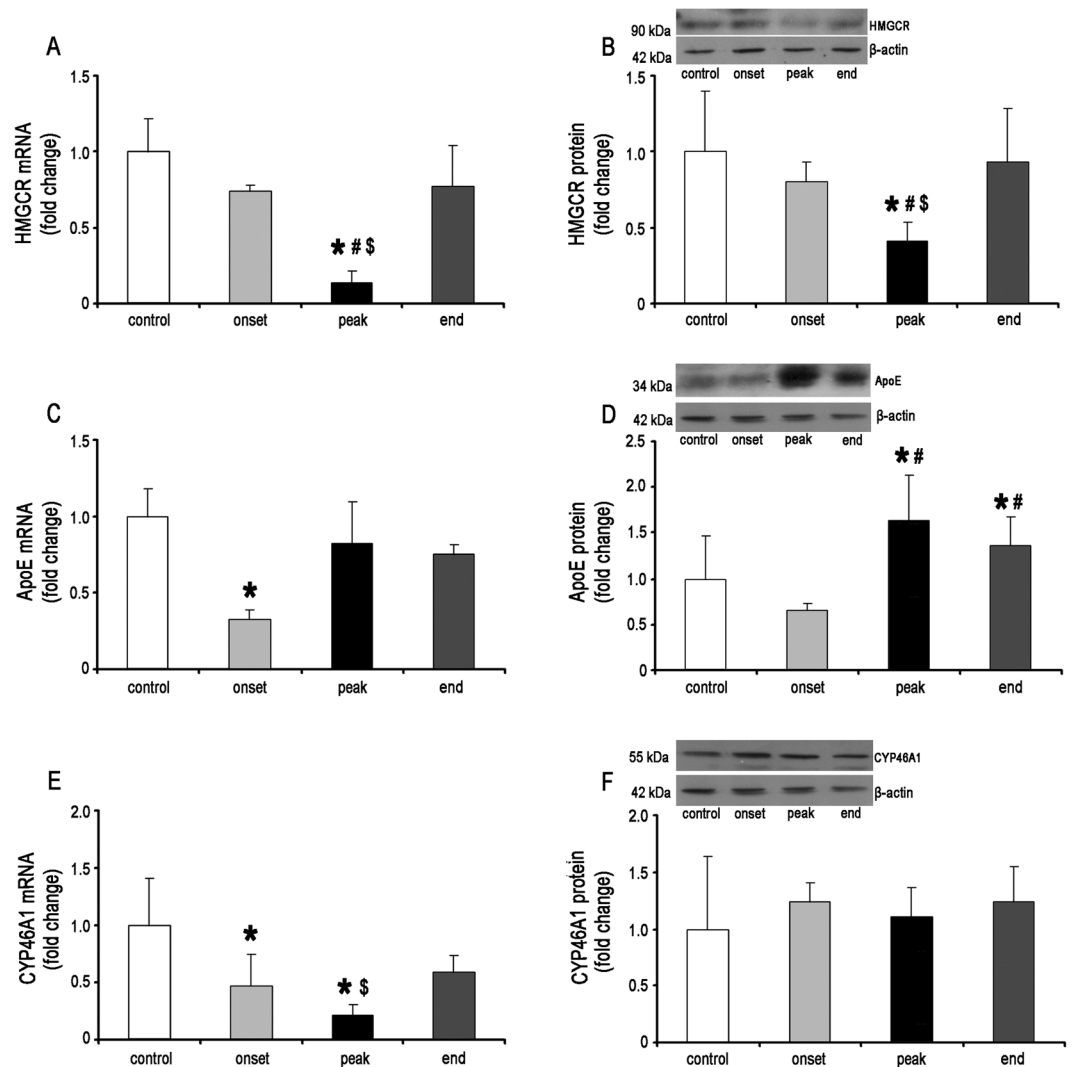 A
HMGCR mRNA
(fold change)
1.5
1.0
0.5
0
* # $
control onset peak end
B
90 kDa HMGCR
42 kDa β-actin
control onset peak end
HMGCR protein
(fold change)
1.5
1.0
0.5
0
* # $
control onset peak end
C
ApoE mRNA
(fold change)
1.5
1.0
0.5
0
*
control onset peak end
D
34 kDa ApoE
42 kDa β-actin
control onset peak end
ApoE protein
(fold change)
2.5
2.0
1.5
1.0
0.5
0
* #
* #
control onset peak end
E
CYP46A1 mRNA
(fold change)
2.0
1.5
1.0
0.5
0
*
* $
control onset peak end
F
55 kDa CYP46A1
42 kDa β-actin
control onset peak end
CYP46A1 protein
(fold change)
2.0
1.5
1.0
0.5
0
control onset peak end